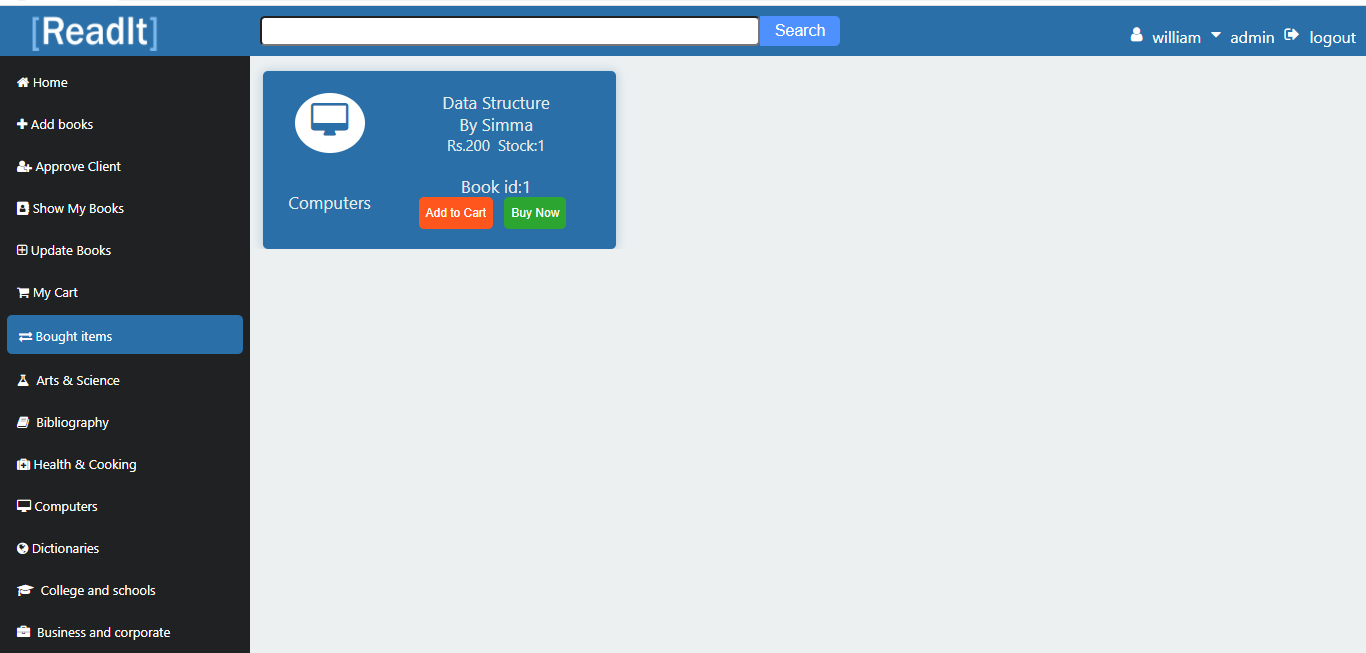 [ReadIt]
Search
william admin logout
Home
Add books
Approve Client
Show My Books
Update Books
My Cart
Bought items
Arts & Science
Bibliography
Health & Cooking
Computers
Dictionaries
College and schools
Business and corporate
Data Structure
By Simma
Rs.200 Stock:1
Book id:1
Computers
Add to Cart Buy Now